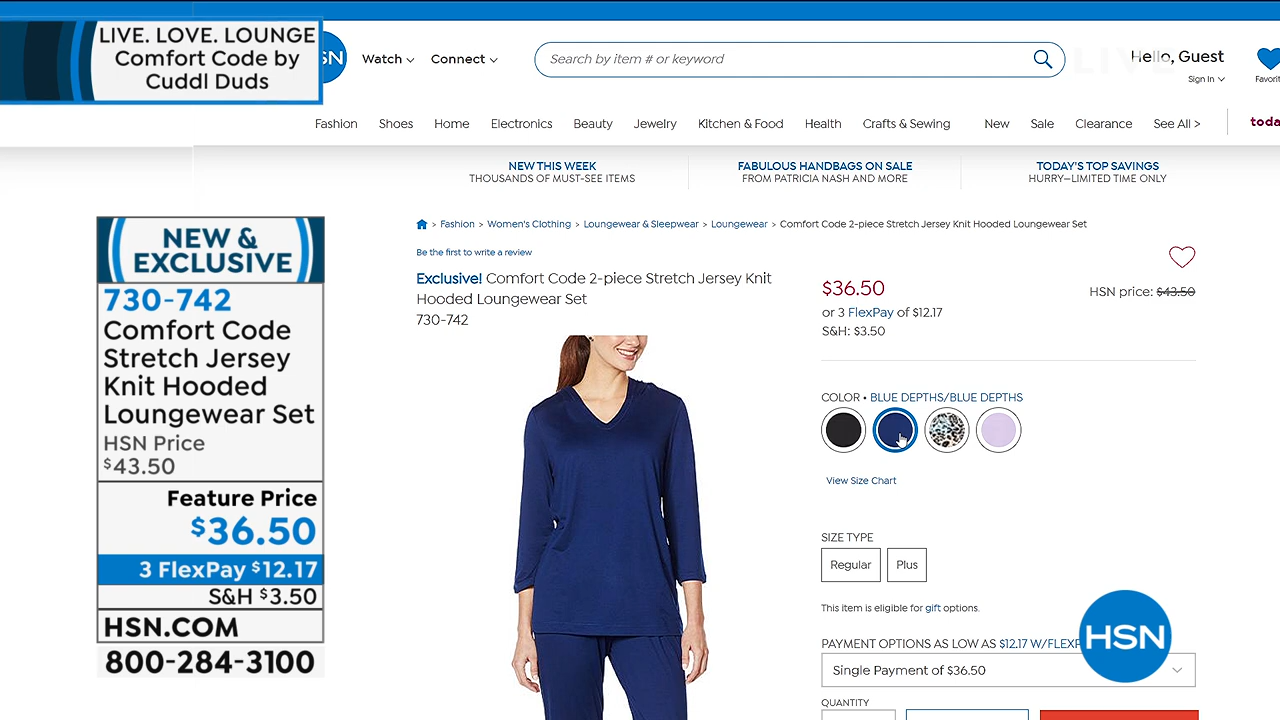 LIVE. LOVE. LOUNGE
Comfort Code by
Cuddl Duds
SN
Watch
Connect
Search by item # or keyword
LIVE
Hello, Guest
Sign In
Favorit
Fashion Shoes Home Electronics Beauty Jewelry Kitchen & Food Health Crafts & Sewing New Sale Clearance See All > toda
NEW THIS WEEK
THOUSANDS OF MUST-SEE ITEMS
FABULOUS HANDBAGS ON SALE
FROM PATRICIA NASH AND MORE
TODAY'S TOP SAVINGS
HURRY—LIMITED TIME ONLY
NEW &
EXCLUSIVE
730-742
Comfort Code
Stretch Jersey
Knit Hooded
Loungewear Set
HSN Price
$43.50
Feature Price
$36.50
3 FlexPay $12.17
S&H $3.50
HSN.COM
800-284-3100
> Fashion > Women's Clothing > Loungewear & Sleepwear > Loungewear > Comfort Code 2-piece Stretch Jersey Knit Hooded Loungewear Set
Be the first to write a review
Exclusive! Comfort Code 2-piece Stretch Jersey Knit
Hooded Loungewear Set
730-742
$36.50
HSN price: $43.50
or 3 FlexPay of $12.17
S&H: $3.50
COLOR • BLUE DEPTHS/BLUE DEPTHS
View Size Chart
SIZE TYPE
Regular Plus
This item is eligible for gift options.
PAYMENT OPTIONS AS LOW AS $12.17 W/FLEXP
HSN
Single Payment of $36.50
QUANTITY